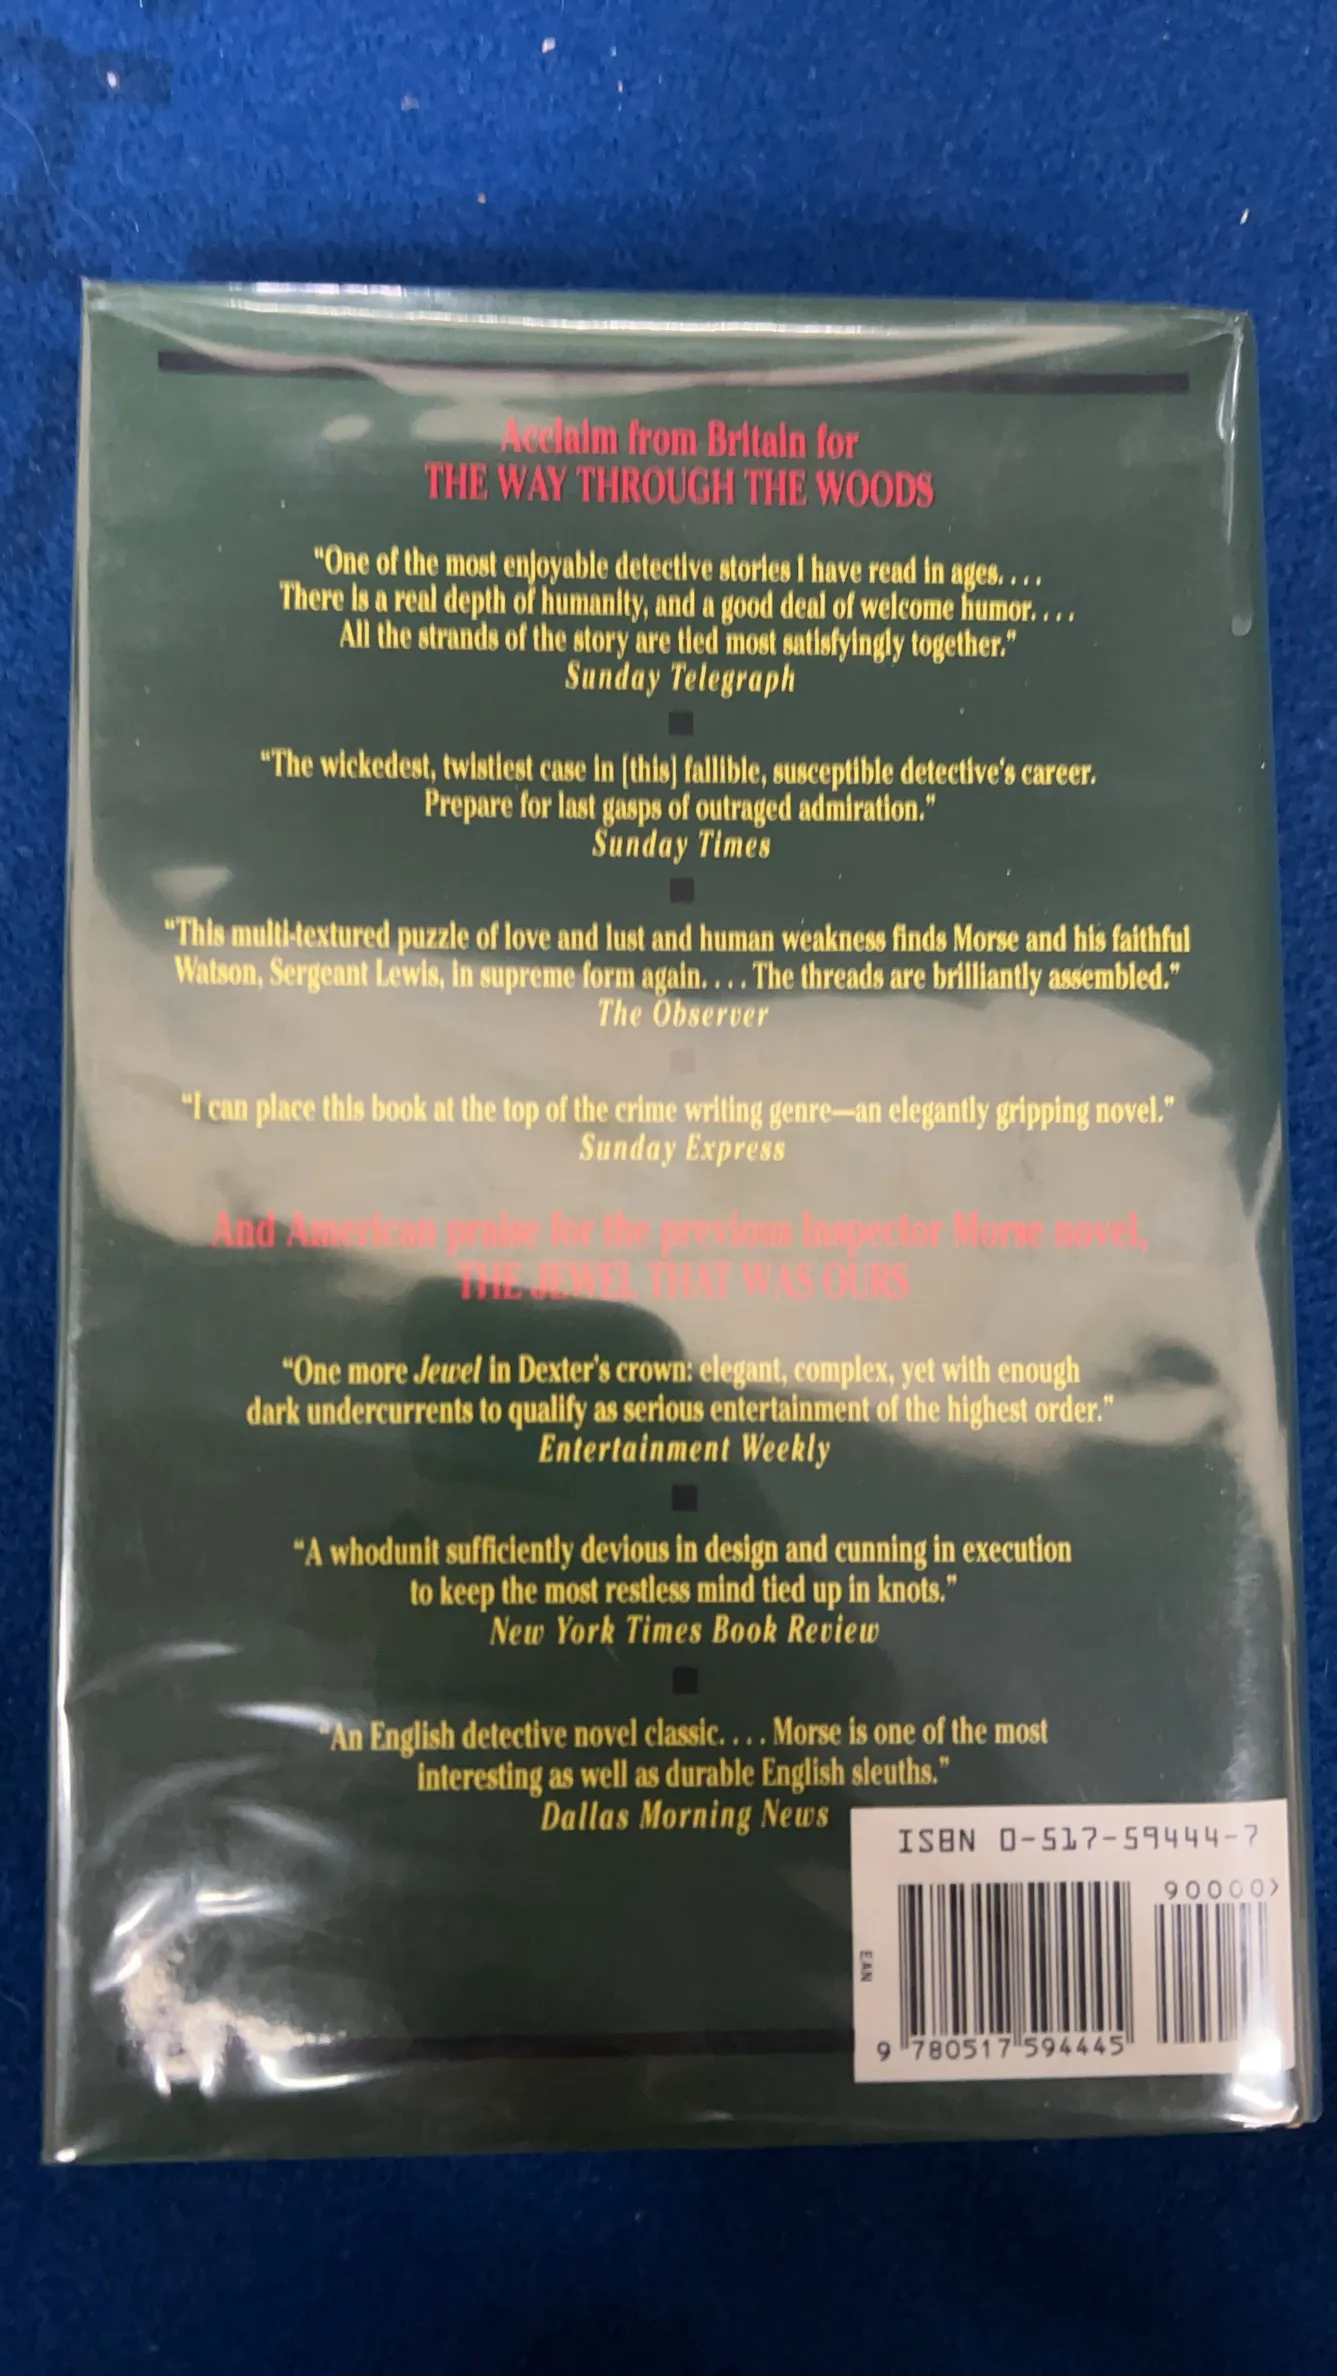 Acclaim from Britain for
THE WAY THROUGH THE WOODS
"One of the most enjoyable detective stories I have read in ages. . . .
There is a real depth of humanity, and a good deal of welcome humor. . . .
All the strands of the story are tied most satisfyingly together."
Sunday Telegraph
"The wickedest, twistiest case in [this] fallible, susceptible detective's career.
Prepare for last gasps of outraged admiration."
Sunday Times
"This multi-textured puzzle of love and lust and human weakness finds Morse and his faithful
Watson, Sergeant Lewis, in supreme form again. . . . The threads are brilliantly assembled."
The Observer
"I can place this book at the top of the crime writing genre—an elegantly gripping novel."
Sunday Express
And American praise for the previous Inspector Morse novel,
THE JEWEL THAT WAS OURS
"One more Jewel in Dexter's crown: elegant, complex, yet with enough
dark undercurrents to qualify as serious entertainment of the highest order."
Entertainment Weekly
"A whodunit sufficiently devious in design and cunning in execution
to keep the most restless mind tied up in knots."
New York Times Book Review
"An English detective novel classic. . . . Morse is one of the most
interesting as well as durable English sleuths."
Dallas Morning News
ISBN 0-517-59444-7
90000>
EAN
9 780517 594445